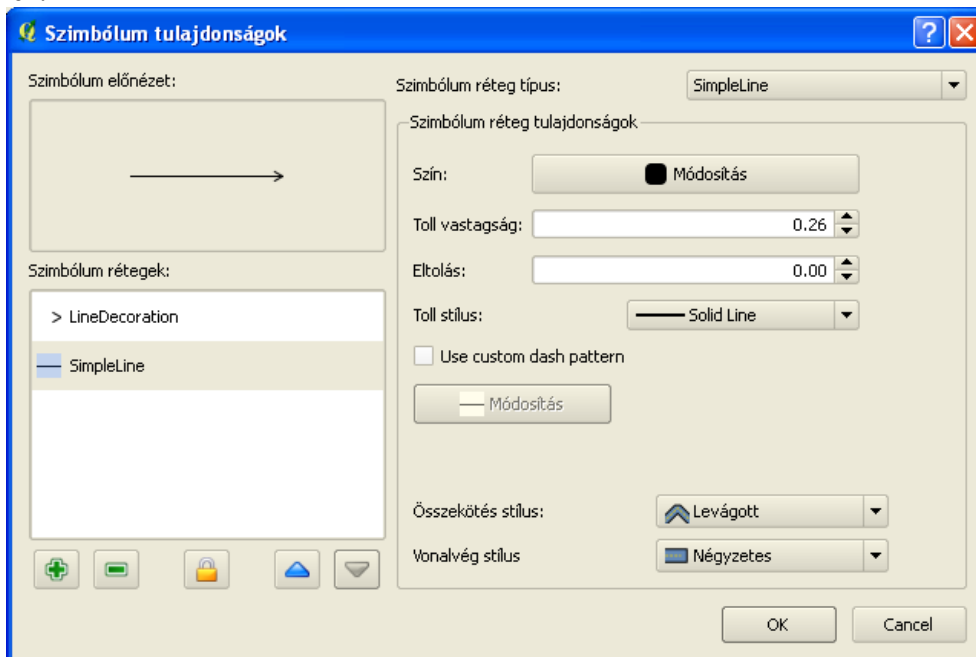 Szimbólum tulajdonságok
Szimbólum előnézet:
Szimbólum rétegek:
> LineDecoration
SimpleLine
Szimbólum réteg típus: SimpleLine
Szimbólum réteg tulajdonságok
Szín: Módosítás
Toll vastagság: 0.26
Eltolás: 0.00
Toll stílus: Solid Line
Use custom dash pattern
Módosítás
Összekötés stílus: Levágott
Vonalvég stílus Négyzetes
OK Cancel